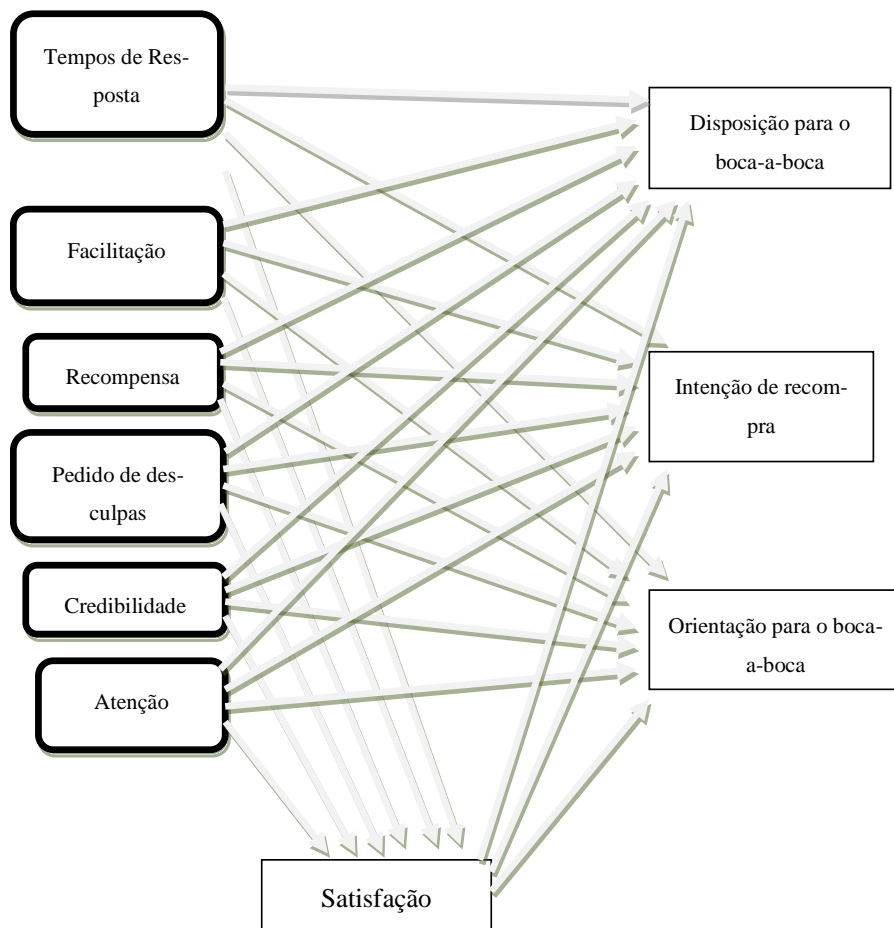 Tempos de Res-
posta
Facilitação
Recompensa
Pedido de des-
culpas
Credibilidade
Atenção
Disposição para o
boca-a-boca
Intenção de recom-
pra
Orientação para o boca-
a-boca
Satisfação